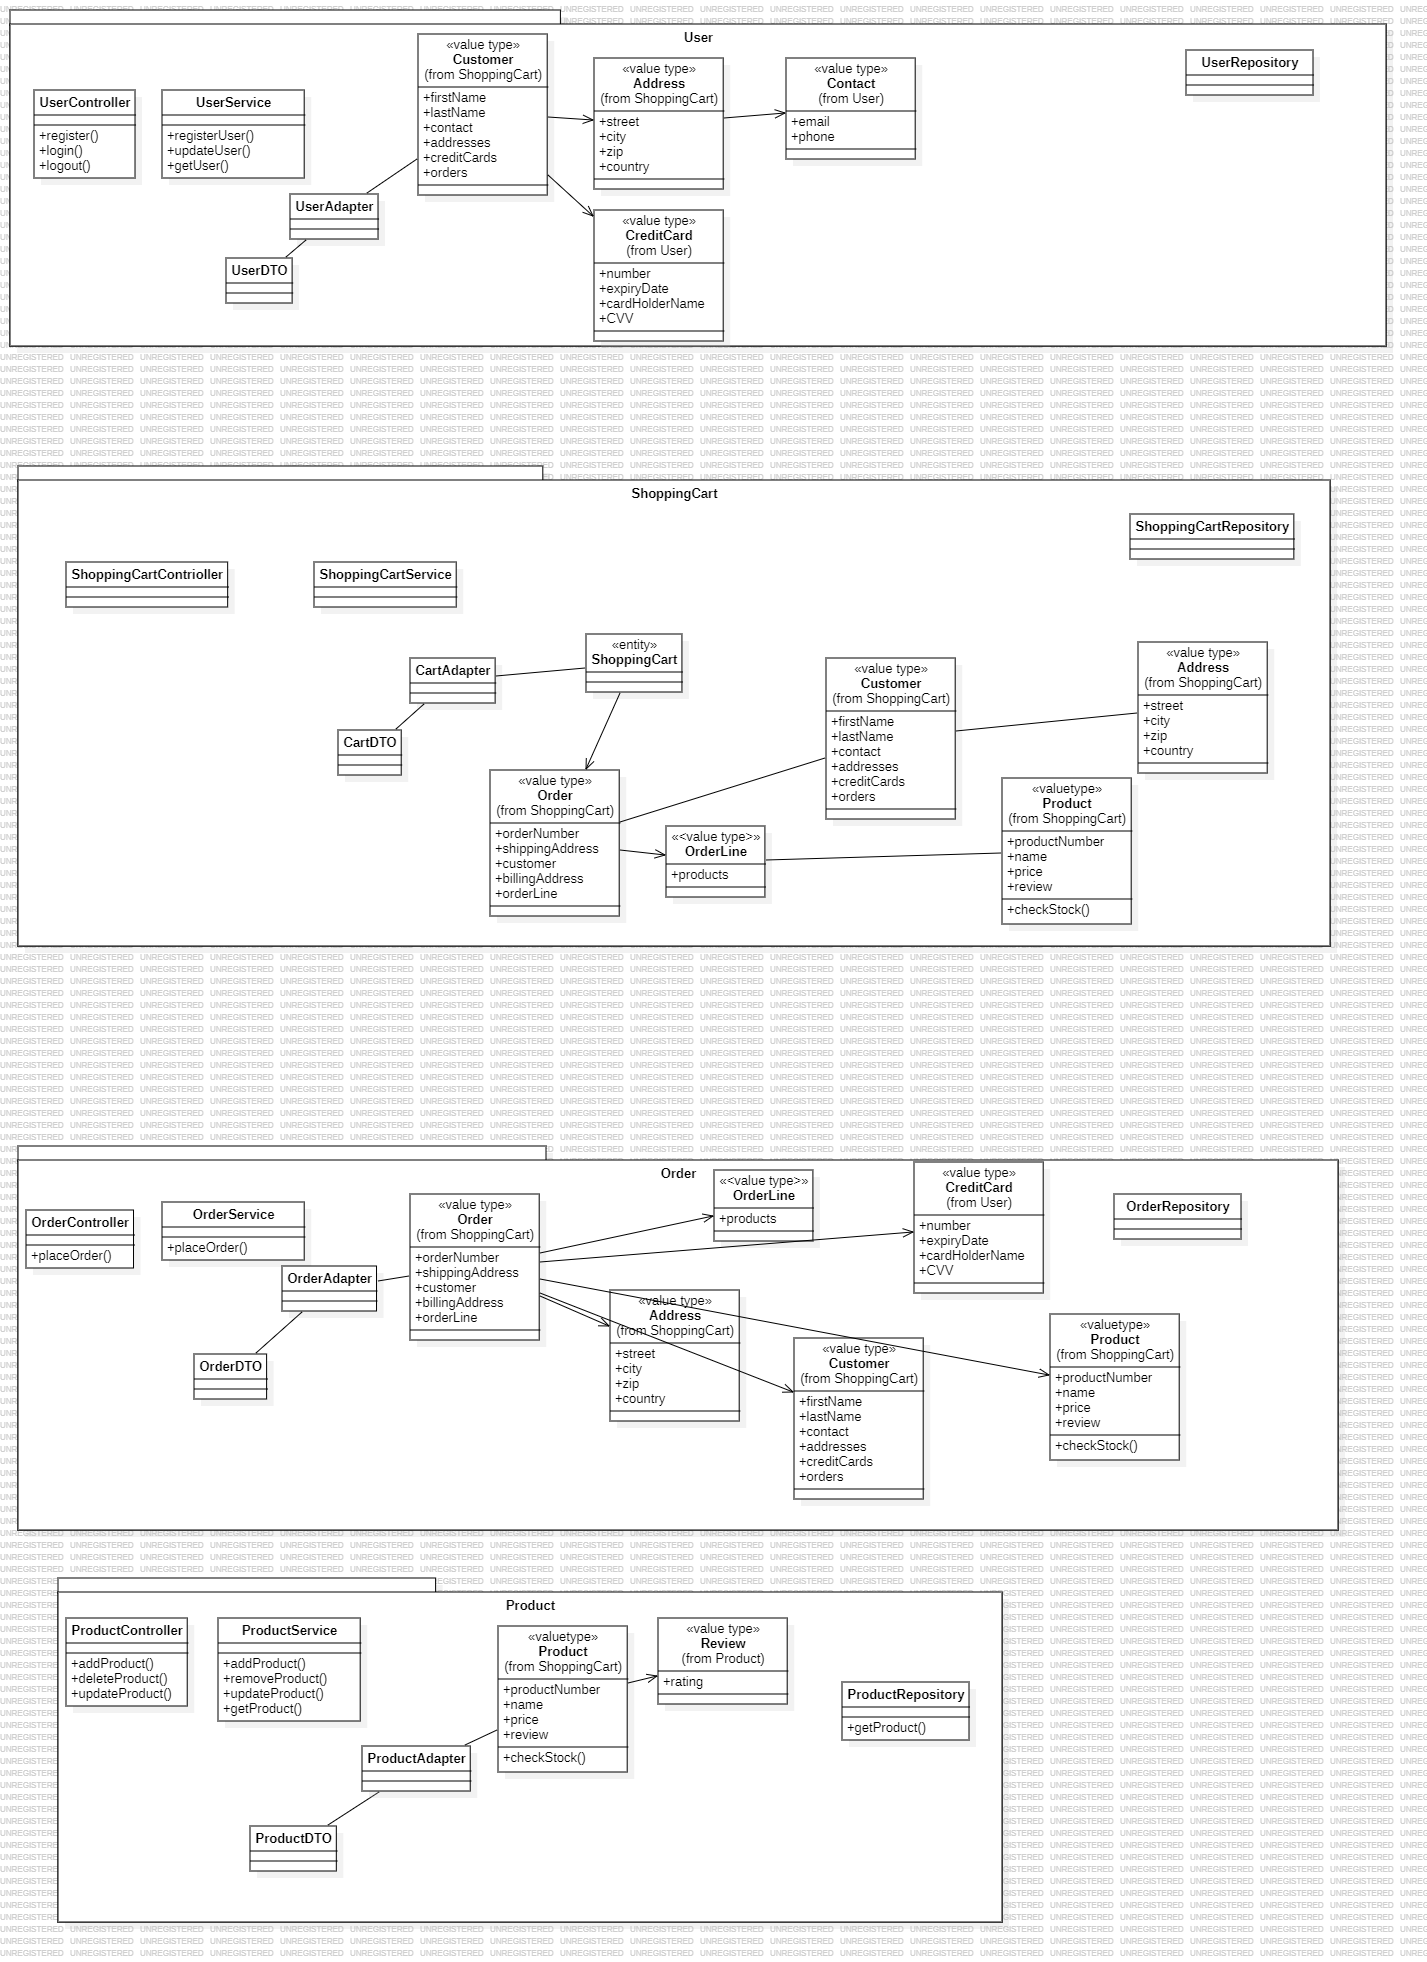 User
UserController
+register()
+login()
+logout()
UserService
+registerUser()
+updateUser()
+getUser()
«value type»
Customer
(from ShoppingCart)
+firstName
+lastName
+contact
+addresses
+creditCards
+orders
«value type»
Address
(from ShoppingCart)
+street
+city
+zip
+country
«value type»
Contact
(from User)
+email
+phone
UserRepository
UserAdapter
UserDTO
«value type»
CreditCard
(from User)
+number
+expiryDate
+cardHolderName
+CVV
ShoppingCart
ShoppingCartContrioller
ShoppingCartService
ShoppingCartRepository
CartAdapter
CartDTO
«entity»
ShoppingCart
«value type»
Order
(from ShoppingCart)
+orderNumber
+shippingAddress
+customer
+billingAddress
+orderLine
«<value type>»
OrderLine
+products
«value type»
Customer
(from ShoppingCart)
+firstName
+lastName
+contact
+addresses
+creditCards
+orders
«valuetype»
Product
(from ShoppingCart)
+productNumber
+name
+price
+review
+checkStock()
«value type»
Address
(from ShoppingCart)
+street
+city
+zip
+country
Order
OrderController
+placeOrder()
OrderService
+placeOrder()
OrderAdapter
OrderDTO
«value type»
Order
(from ShoppingCart)
+orderNumber
+shippingAddress
+customer
+billingAddress
+orderLine
«<value type>»
OrderLine
+products
«value type»
CreditCard
(from User)
+number
+expiryDate
+cardHolderName
+CVV
OrderRepository
«value type»
Address
(from ShoppingCart)
+street
+city
+zip
+country
«value type»
Customer
(from ShoppingCart)
+firstName
+lastName
+contact
+addresses
+creditCards
+orders
«valuetype»
Product
(from ShoppingCart)
+productNumber
+name
+price
+review
+checkStock()
Product
ProductController
+addProduct()
+deleteProduct()
+updateProduct()
ProductService
+addProduct()
+removeProduct()
+updateProduct()
+getProduct()
«valuetype»
Product
(from ShoppingCart)
+productNumber
+name
+price
+review
+checkStock()
«value type»
Review
(from Product)
+rating
ProductRepository
+getProduct()
ProductAdapter
ProductDTO
UNREGISTERED